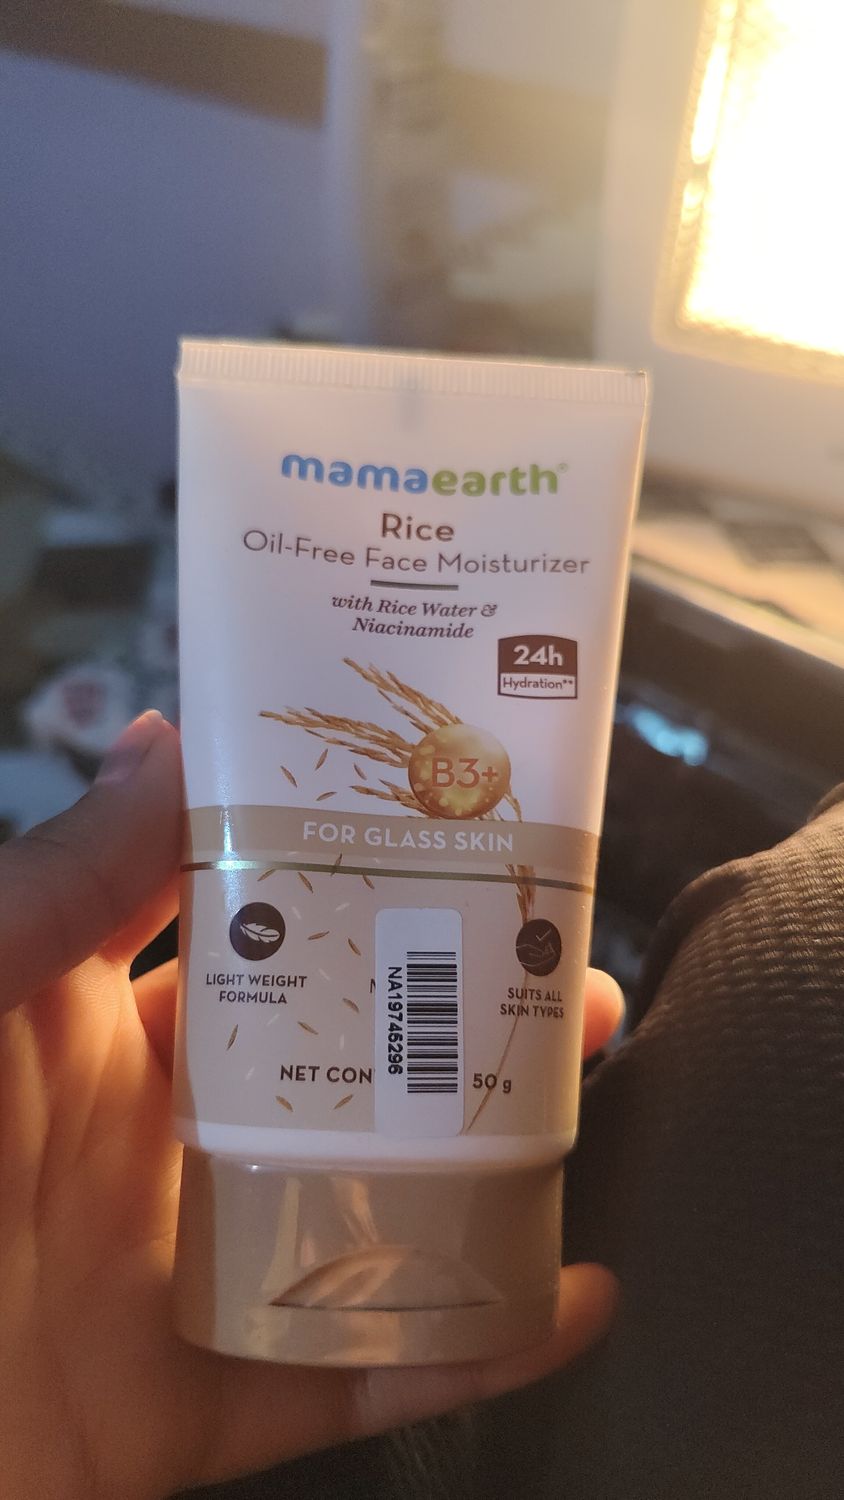 mamaearth®
Rice
Oil-Free Face Moisturizer
with Rice Water &
Niacinamide
24h
Hydration**
B3+
FOR GLASS SKIN
LIGHT WEIGHT
FORMULA
SUITS ALL
SKIN TYPES
NA19746296
NET CON
50 g